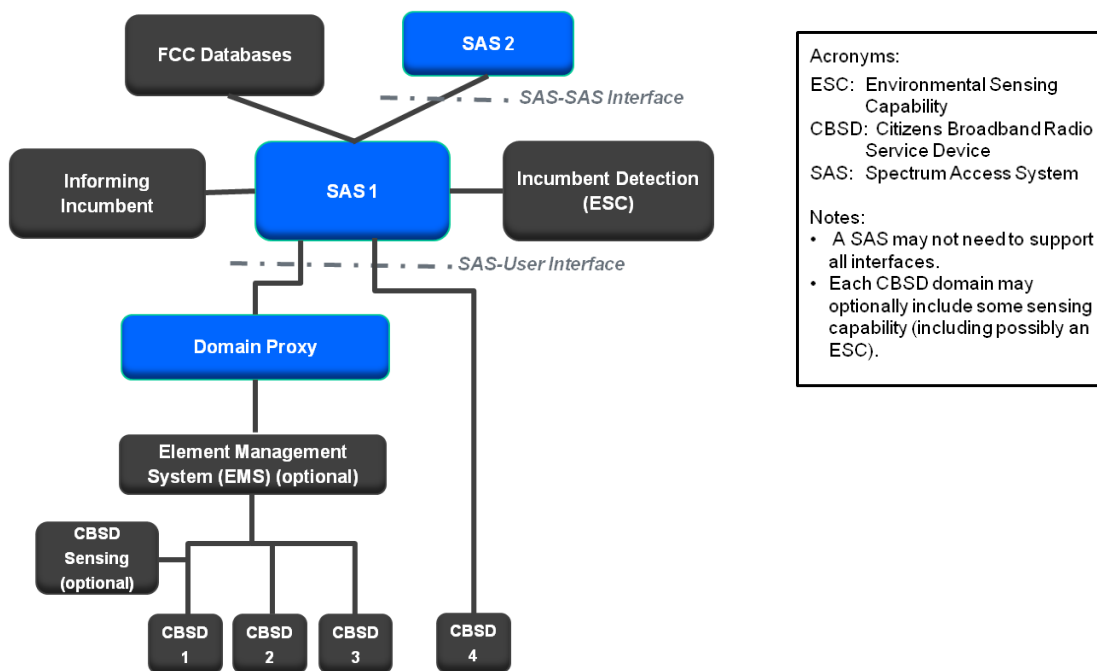 FCC Databases
SAS 2
SAS-SAS Interface
Informing
Incumbent
SAS 1
Incumbent Detection
(ESC)
SAS-User Interface
Domain Proxy
Element Management
System (EMS) (optional)
CBSD
Sensing
(optional)
CBSD
1
CBSD
2
CBSD
3
CBSD
4
Acronyms:
ESC: Environmental Sensing
Capability
CBSD: Citizens Broadband Radio
Service Device
SAS: Spectrum Access System
Notes:
• A SAS may not need to support
all interfaces.
• Each CBSD domain may
optionally include some sensing
capability (including possibly an
ESC).